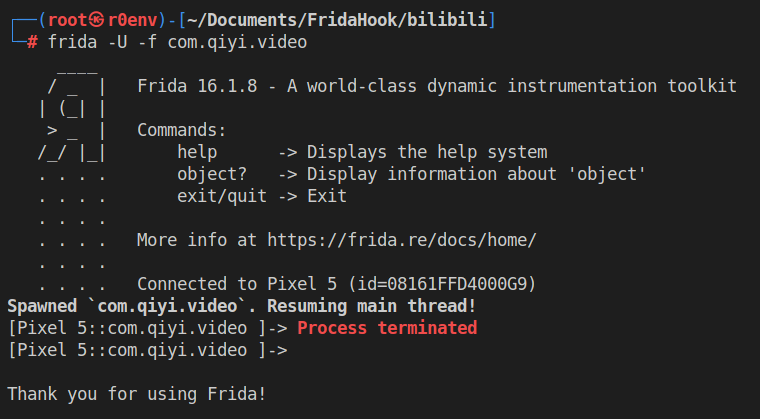 ┌──(root㉿r0env)-[~/Documents/FridaHook/bilibili]
└─# frida -U -f com.qiyi.video
     ____
    / _  |   Frida 16.1.8 - A world-class dynamic instrumentation toolkit
   | (_| |
    > _  |   Commands:
   /_/ |_|       help      -> Displays the help system
   . . . .       object?   -> Display information about 'object'
   . . . .       exit/quit -> Exit
   . . . .
   . . . .   More info at https://frida.re/docs/home/
   . . . .
   . . . .   Connected to Pixel 5 (id=08161FFD4000G9)
Spawned `com.qiyi.video`. Resuming main thread!
[Pixel 5::com.qiyi.video ]-> Process terminated
[Pixel 5::com.qiyi.video ]->
Thank you for using Frida!